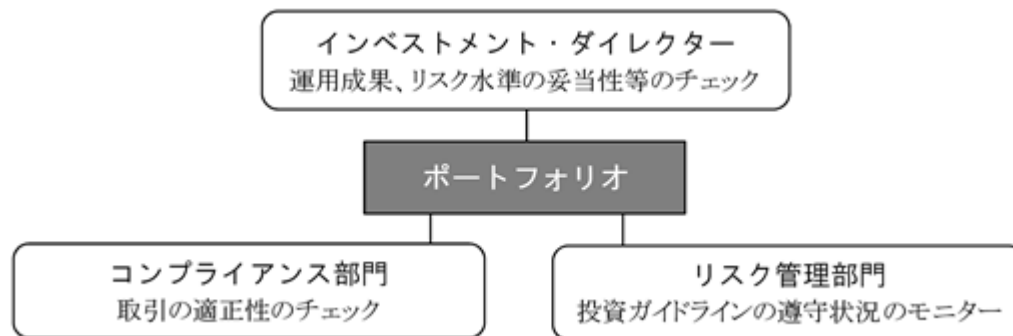 インベストメント・ダイレクター
運用成果、リスク水準の妥当性等のチェック
ポートフォリオ
コンプライアンス部門
取引の適正性のチェック
リスク管理部門
投資ガイドラインの遵守状況のモニター